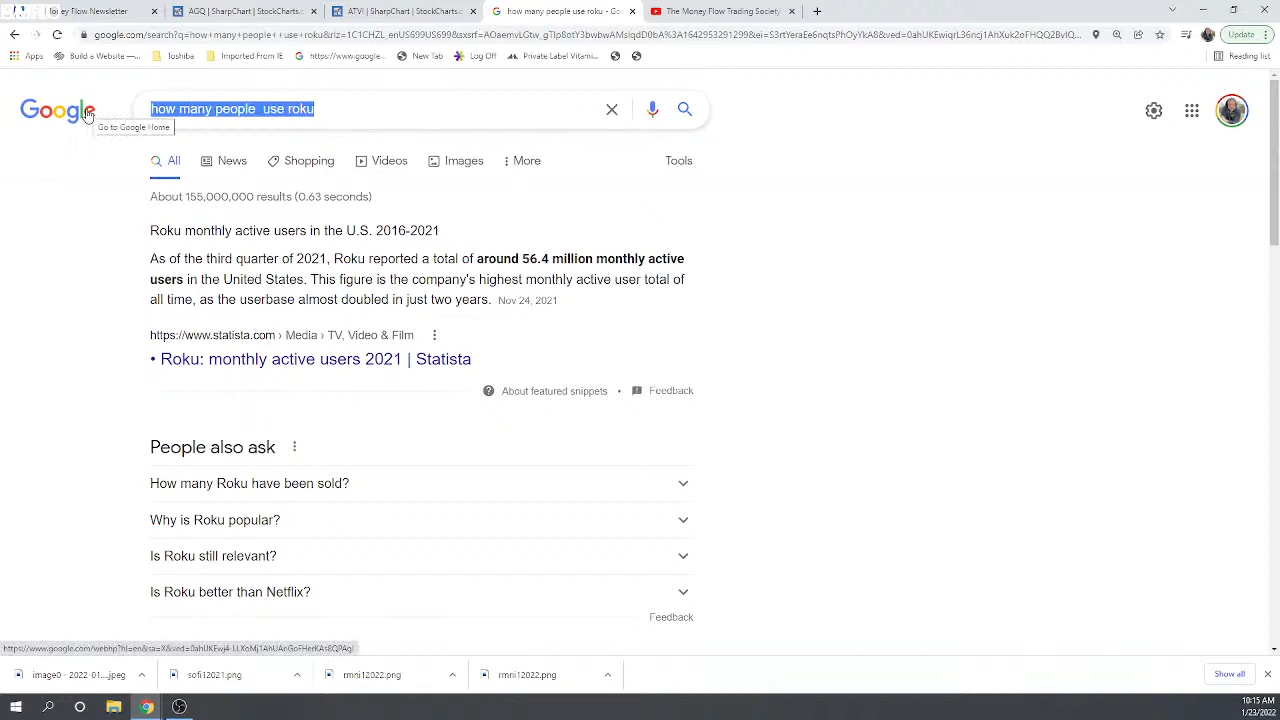 low Flow Newsletter
AGQ | SharpChart | StockCharts.c
ATVI | SharpChart | StockCharts.c
how many people use roku - Go
The Money Flow Trading Society
Update
Apps
Build a Website —...
Toshiba
Imported From IE
https://www.google...
New Tab
Log Off
Private Label Vitami...
Reading list
Google
how many people  use roku
Go to Google Home
All
News
Shopping
Videos
Images
More
Tools
About 155,000,000 results (0.63 seconds)
Roku monthly active users in the U.S. 2016-2021
As of the third quarter of 2021, Roku reported a total of around 56.4 million monthly active
users in the United States. This figure is the company's highest monthly active user total of
all time, as the userbase almost doubled in just two years. Nov 24, 2021
https://www.statista.com › Media › TV, Video & Film
• Roku: monthly active users 2021 | Statista
About featured snippets • Feedback
People also ask
How many Roku have been sold?
Why is Roku popular?
Is Roku still relevant?
Is Roku better than Netflix?
Feedback
image0 - 2022-01-...jpeg
sofi12021.png
rmni12022.png
rmni12022.png
Show all
10:15 AM
1/23/2022